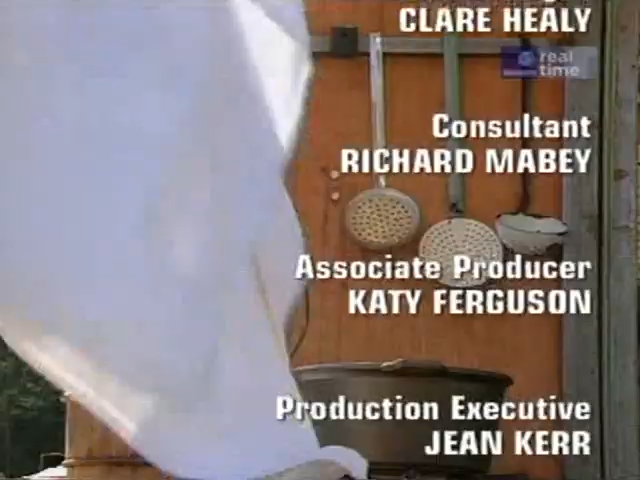 CLARE HEALY
real
time
Consultant
RICHARD MABEY
Associate Producer
KATY FERGUSON
Production Executive
JEAN KERR